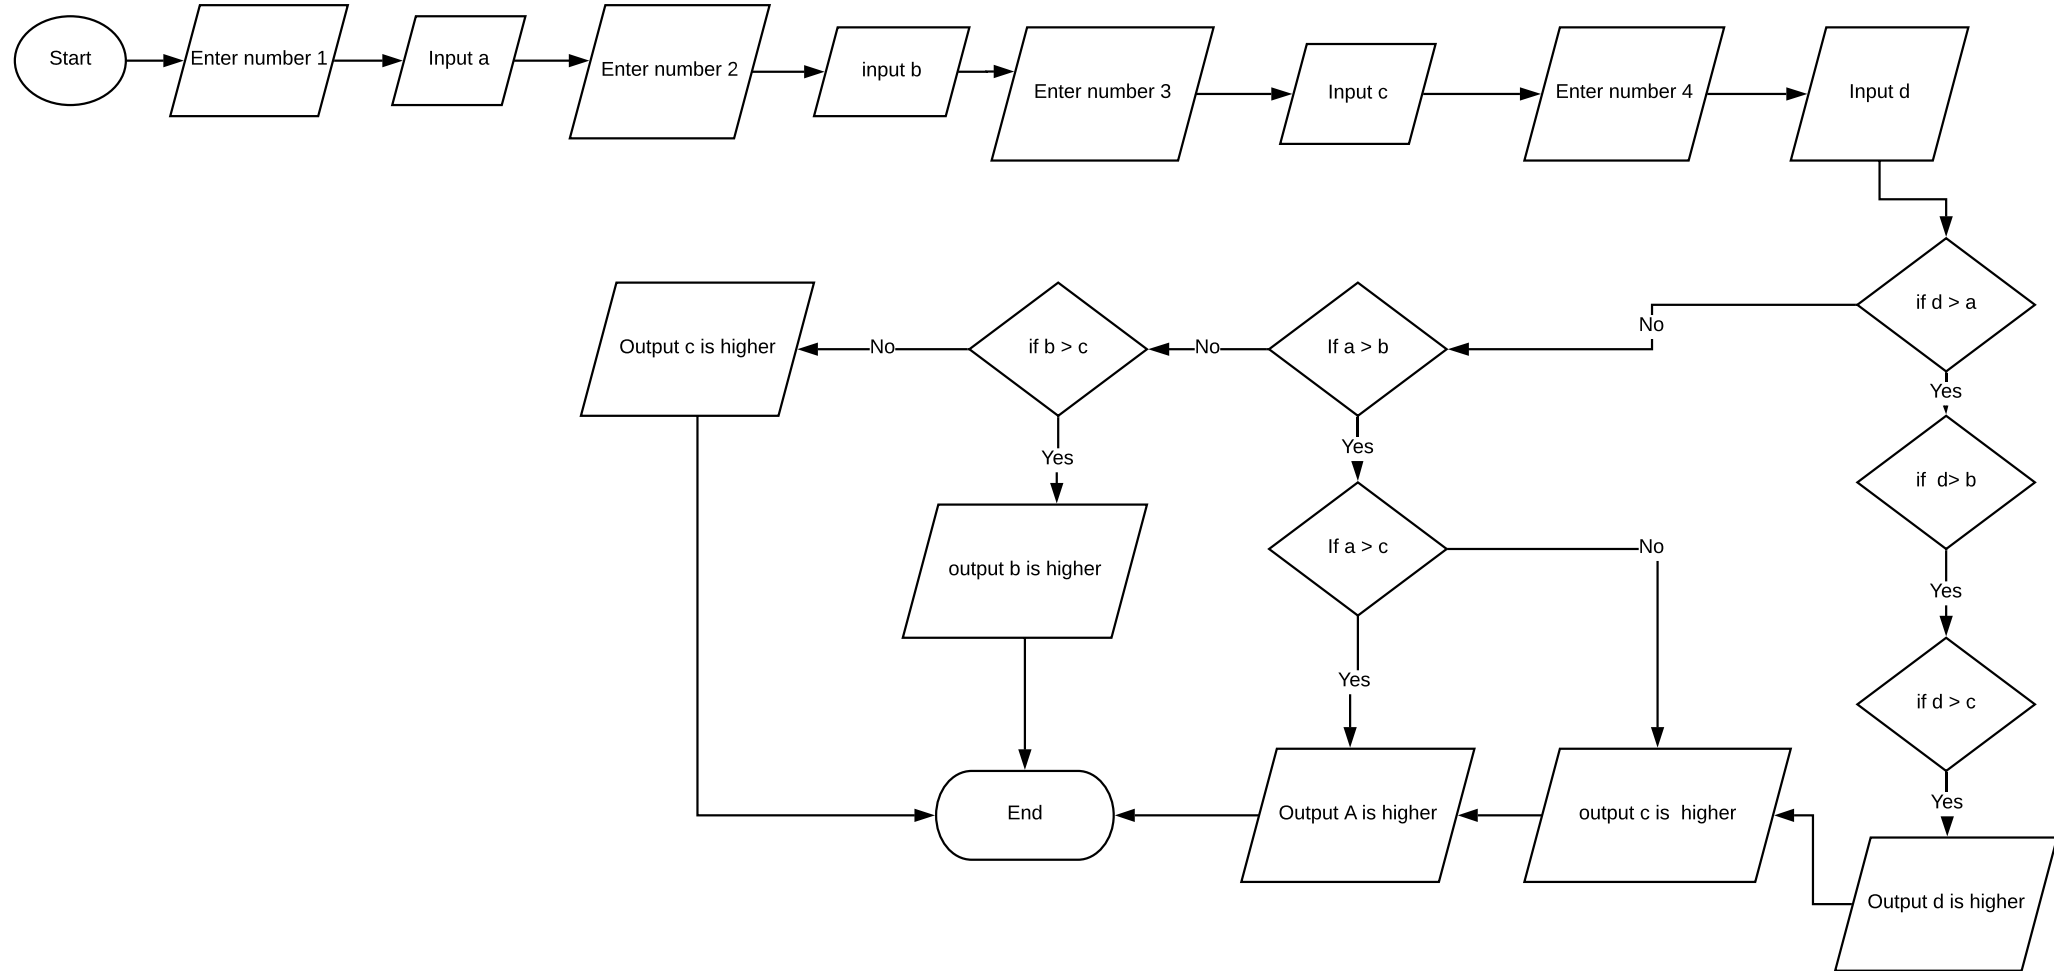 Start
Enter number 1
Input a
Enter number 2
input b
Enter number 3
Input c
Enter number 4
Input d
if d > a
No
Yes
If a > b
No
Yes
if b > c
No
Yes
Output c is higher
if  d> b
Yes
If a > c
No
Yes
output b is higher
if d > c
Yes
End
Output A is higher
output c is  higher
Output d is higher